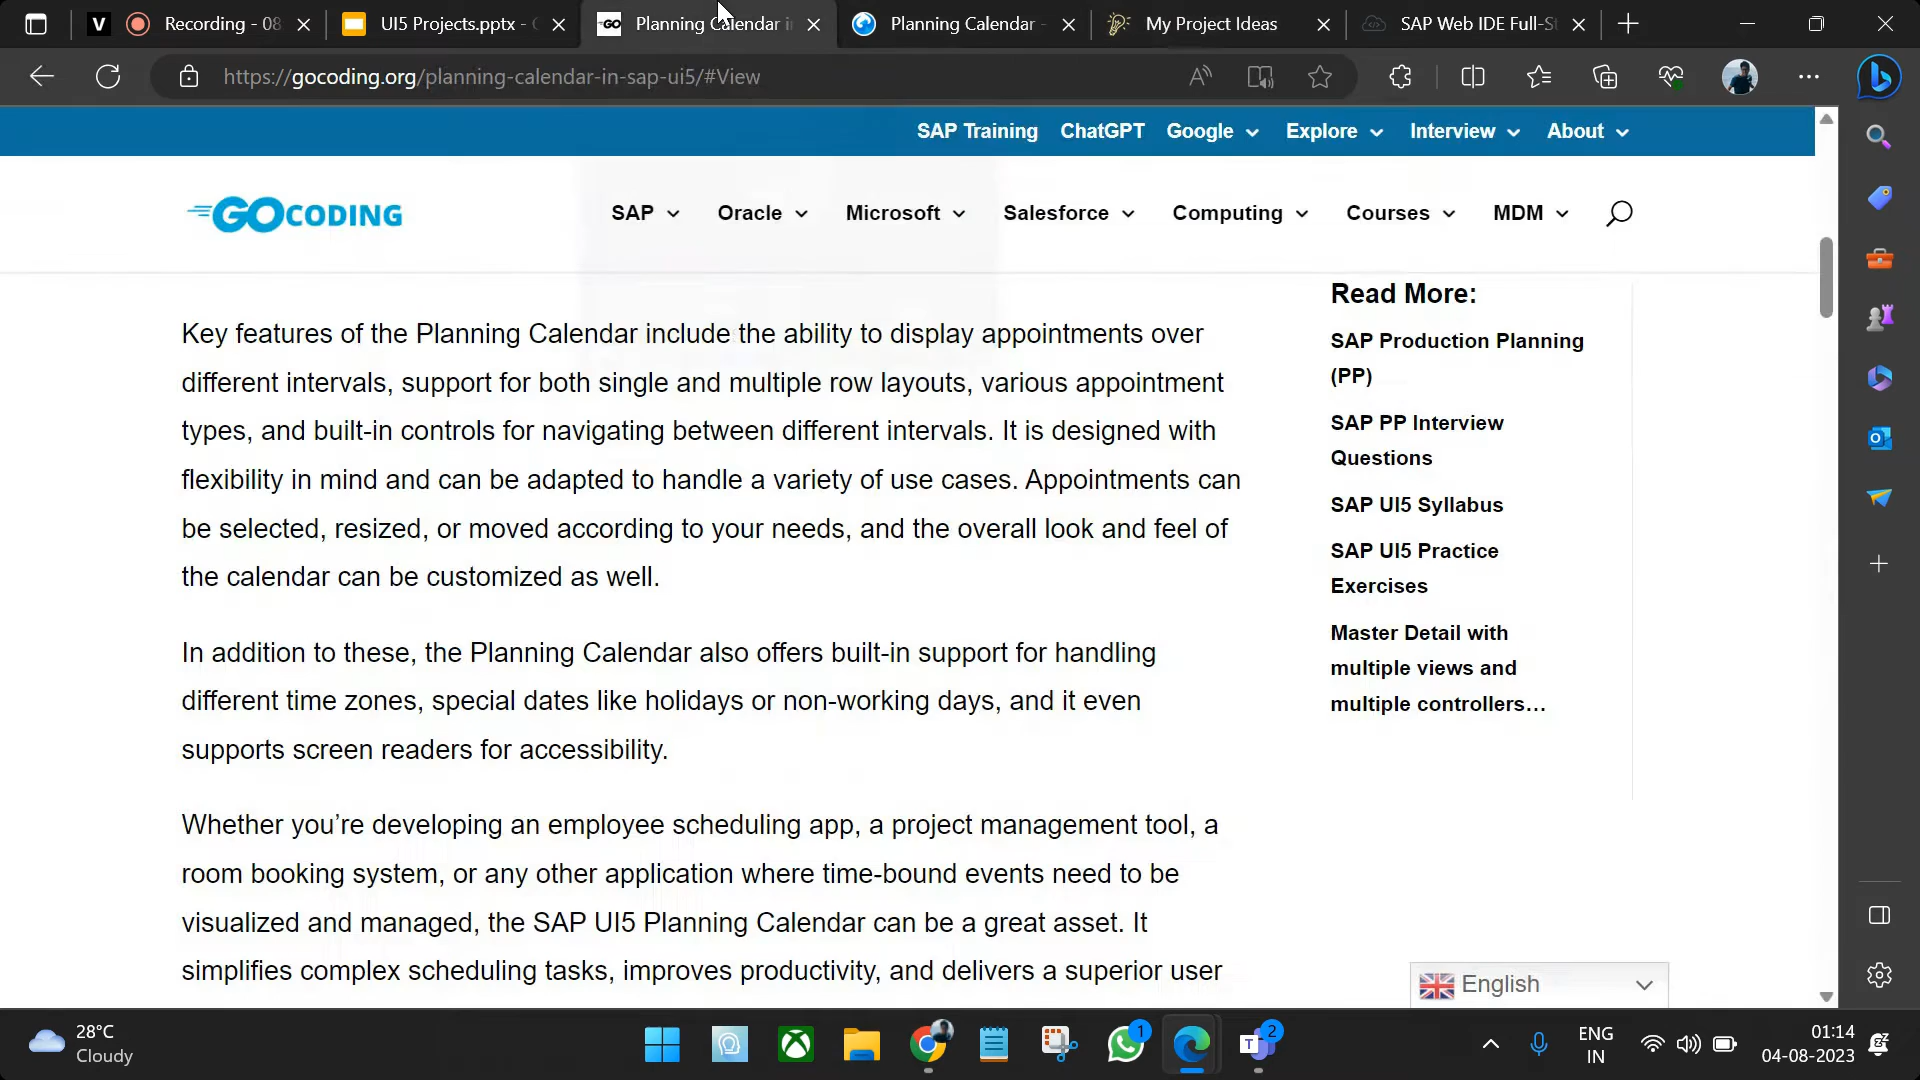 V Recording - 08
UI5 Projects.pptx -
Planning Calendar i
Planning Calendar -
My Project Ideas
SAP Web IDE Full-St
https://gocoding.org/planning-calendar-in-sap-ui5/#View
SAP Training ChatGPT Google Explore Interview About
GOCODING
SAP Oracle Microsoft Salesforce Computing Courses MDM
Key features of the Planning Calendar include the ability to display appointments over
different intervals, support for both single and multiple row layouts, various appointment
types, and built-in controls for navigating between different intervals. It is designed with
flexibility in mind and can be adapted to handle a variety of use cases. Appointments can
be selected, resized, or moved according to your needs, and the overall look and feel of
the calendar can be customized as well.
In addition to these, the Planning Calendar also offers built-in support for handling
different time zones, special dates like holidays or non-working days, and it even
supports screen readers for accessibility.
Whether you’re developing an employee scheduling app, a project management tool, a
room booking system, or any other application where time-bound events need to be
visualized and managed, the SAP UI5 Planning Calendar can be a great asset. It
simplifies complex scheduling tasks, improves productivity, and delivers a superior user
Read More:
SAP Production Planning
(PP)
SAP PP Interview
Questions
SAP UI5 Syllabus
SAP UI5 Practice
Exercises
Master Detail with
multiple views and
multiple controllers…
English
28°C
Cloudy
1
2
ENG
IN
01:14
04-08-2023